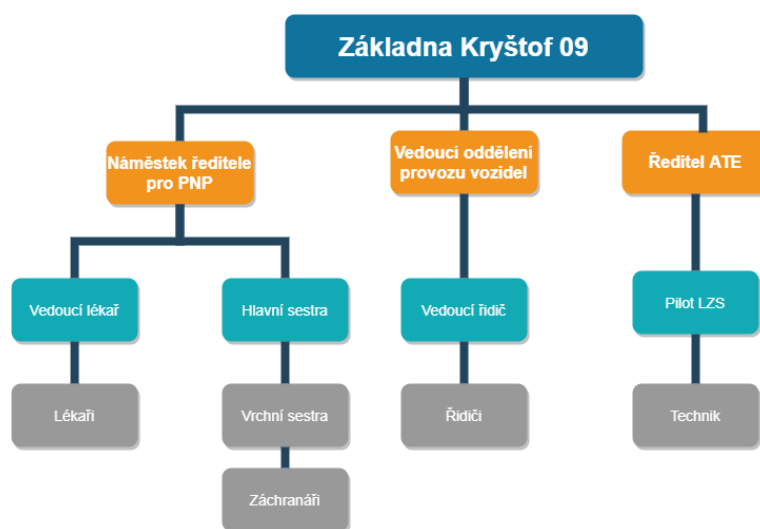 Základna Kryštof 09
Náměstek ředitele
pro PNP
Vedoucí oddělení
provozu vozidel
Ředitel ATE
Vedoucí lékař
Hlavní sestra
Vedoucí řidič
Pilot LZS
Lékaři
Vrchní sestra
Řidiči
Technik
Záchranáři